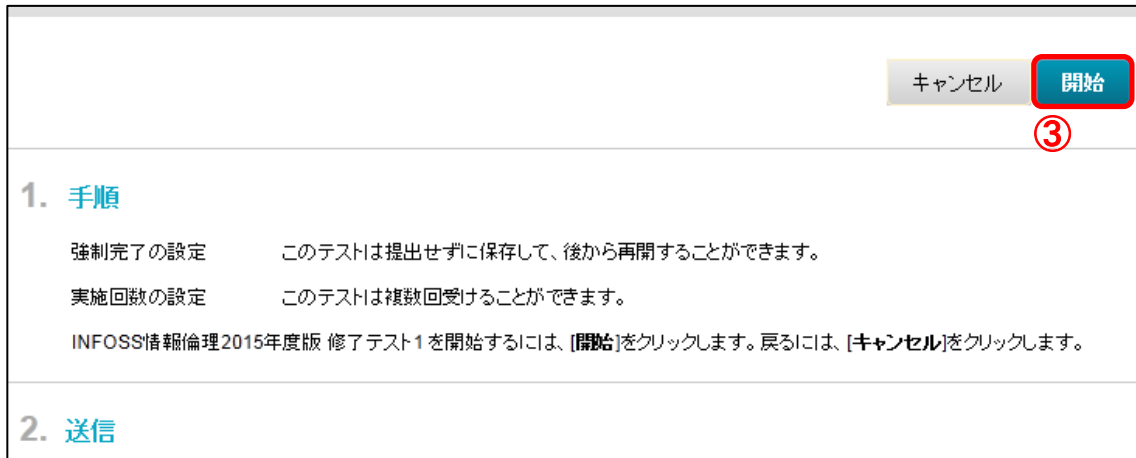 キャンセル 開始
③
1. 手順
強制完了の設定 このテストは提出せずに保存して、後から再開することができます。
実施回数の設定 このテストは複数回受けることができます。
INFOSS情報倫理2015年度版 修了テスト1 を開始するには、[開始]をクリックします。戻るには、[キャンセル]をクリックします。
2. 送信